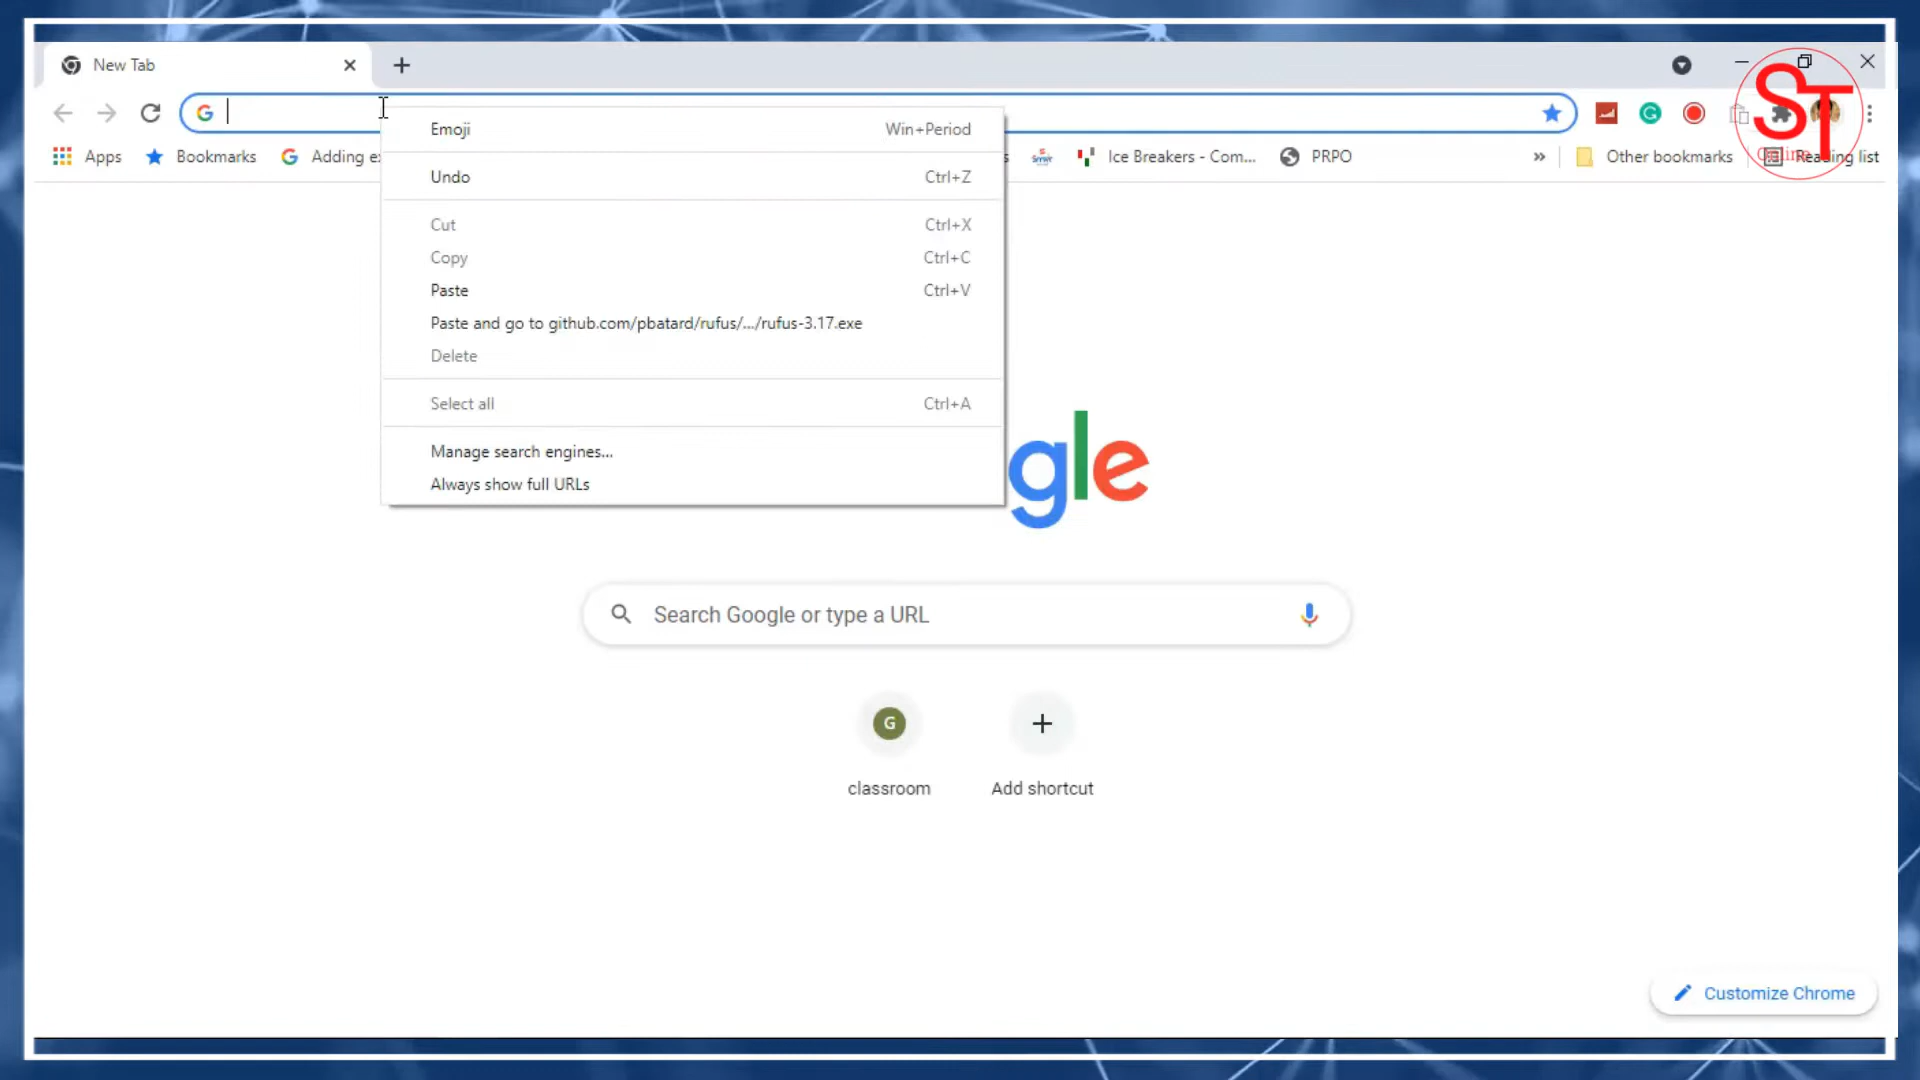 New Tab
ST
Online
Apps
Bookmarks
Adding ex
Ice Breakers - Com...
PRPO
»
Other bookmarks
Reading list
Emoji Win+Period
Undo Ctrl+Z
Cut Ctrl+X
Copy Ctrl+C
Paste Ctrl+V
Paste and go to github.com/pbatard/rufus/.../rufus-3.17.exe
Delete
Select all Ctrl+A
Manage search engines...
Always show full URLs
gle
Search Google or type a URL
G
classroom
Add shortcut
Customize Chrome